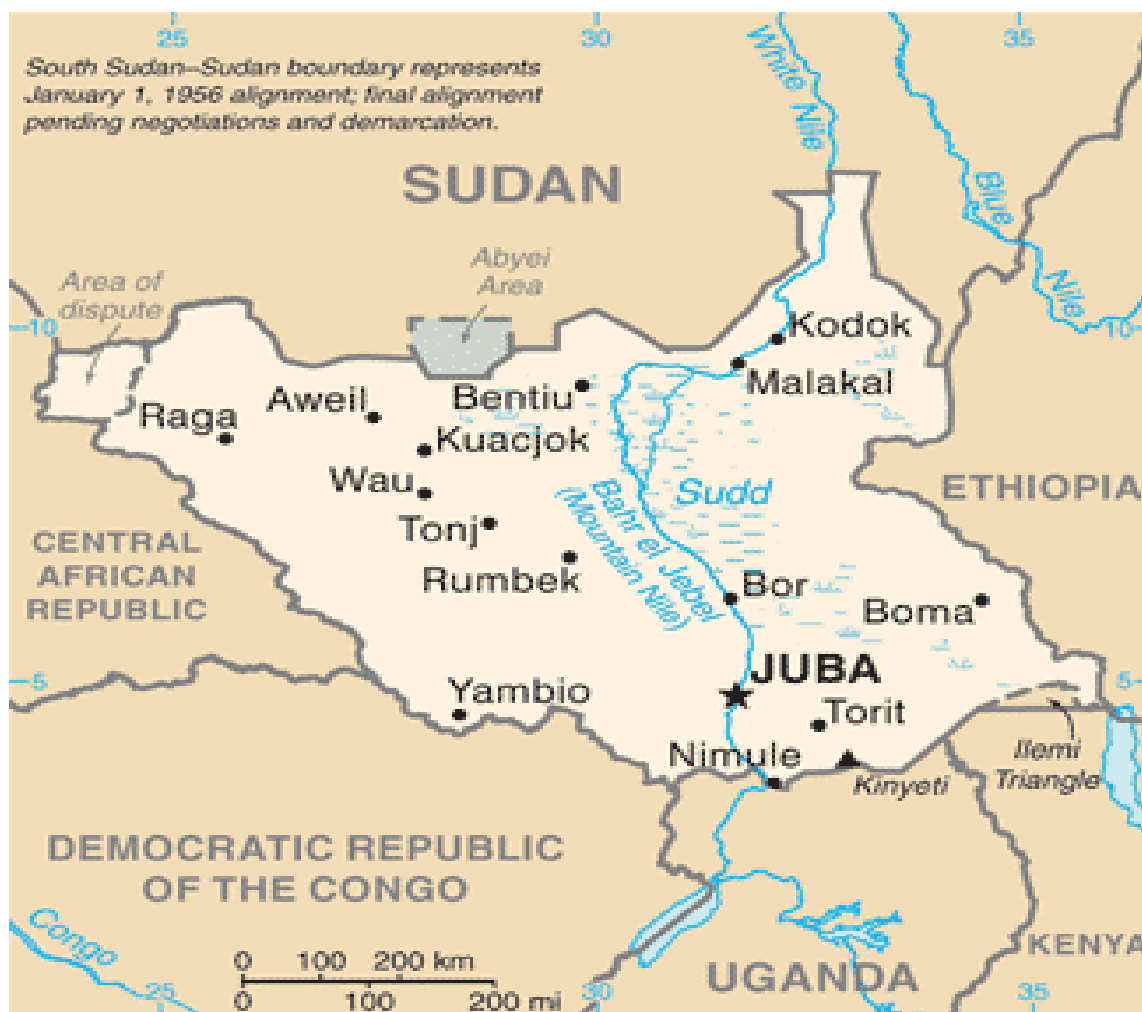 25
30
35
South Sudan–Sudan boundary represents
January 1, 1956 alignment; final alignment
pending negotiations and demarcation.
White Nile
SUDAN
Blue
Nile
Abyei
Area
Area of
dispute
10
10
Kodok
Malakal
Bentiu
Aweil
Raga
Kuacjok
Wau
Sudd
ETHIOPIA
Tonj
Bahr el Jebel
(Mountain Nile)
CENTRAL
AFRICAN
REPUBLIC
Rumbek
Bor
Boma
JUBA
5
5
Yambio
Torit
Nimule
Kinyeti
Ilemi
Triangle
DEMOCRATIC REPUBLIC
OF THE CONGO
Congo
KENYA
UGANDA
0 100 200 km
0 100 200 mi
25
30
35